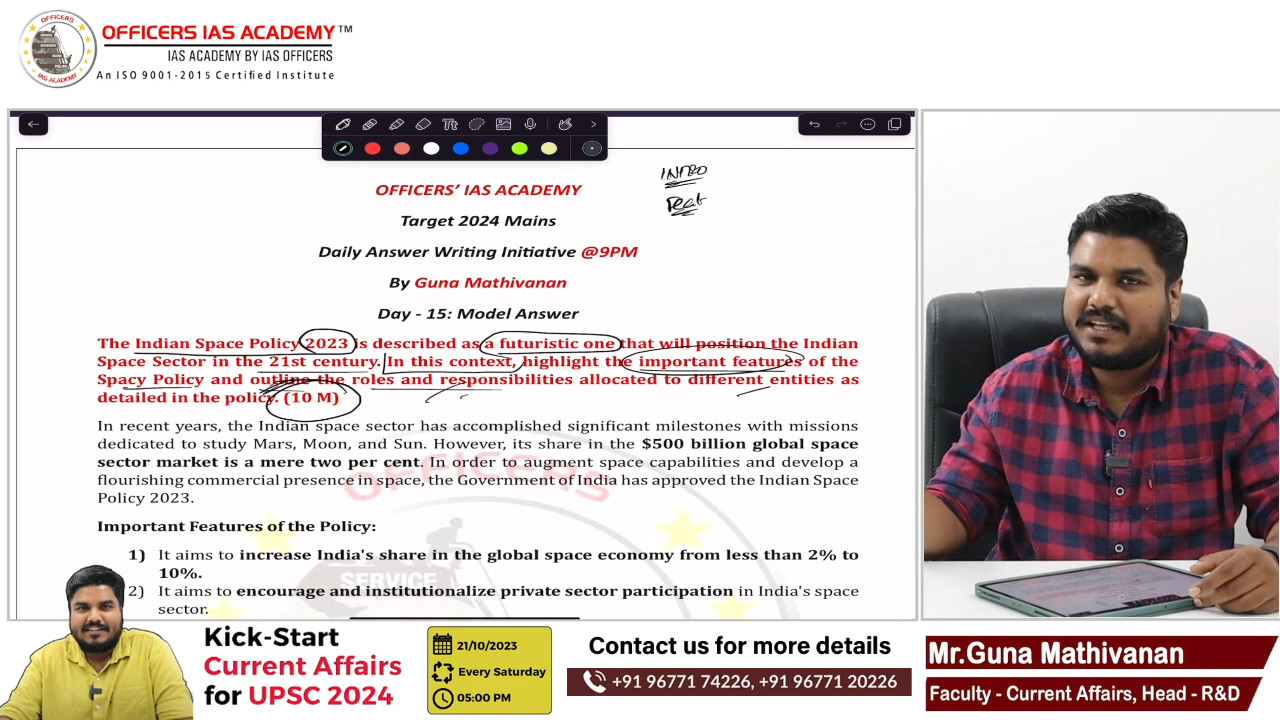 OFFICERS
IAS ACADEMY
OFFICERS IAS ACADEMY™
IAS ACADEMY BY IAS OFFICERS
An ISO 9001-2015 Certified Institute
Tt
INTRO
OFFICERS' IAS ACADEMY
Target 2024 Mains
Daily Answer Writing Initiative @9PM
By Guna Mathivanan
Day - 15: Model Answer
The Indian Space Policy 2023 is described as a futuristic one that will position the Indian
Space Sector in the 21st century. In this context, highlight the important features of the
Spacy Policy and outline the roles and responsibilities allocated to different entities as
detailed in the policy. (10 M)
In recent years, the Indian space sector has accomplished significant milestones with missions
dedicated to study Mars, Moon, and Sun. However, its share in the $500 billion global space
sector market is a mere two per cent. In order to augment space capabilities and develop a
flourishing commercial presence in space, the Government of India has approved the Indian Space
Policy 2023.
Important Features of the Policy:
1) It aims to increase India's share in the global space economy from less than 2% to
10%.
2) It aims to encourage and institutionalize private sector participation in India's space
sector.
OFFICERS
SERVICE
Kick-Start
Current Affairs
for UPSC 2024
21/10/2023
Every Saturday
05:00 PM
Contact us for more details
+91 96771 74226, +91 96771 20226
Mr.Guna Mathivanan
Faculty - Current Affairs, Head - R&D